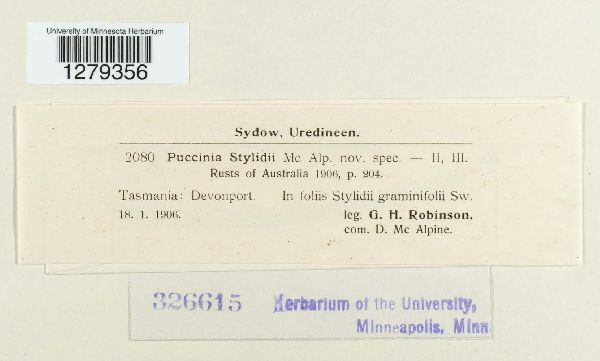 University of Minnesota Herbarium
1279356
Sydow, Uredineen.
2080 Puccinia Stylidii Mc Alp. nov. spec. — II, III.
Rusts of Australia 1906, p. 204.
Tasmania: Devonport. In foliis Stylidii graminifolii Sw.
18. 1. 1906. leg. G. H. Robinson.
com. D. Mc Alpine.
326615 Herbarium of the University,
Minneapolis, Minn